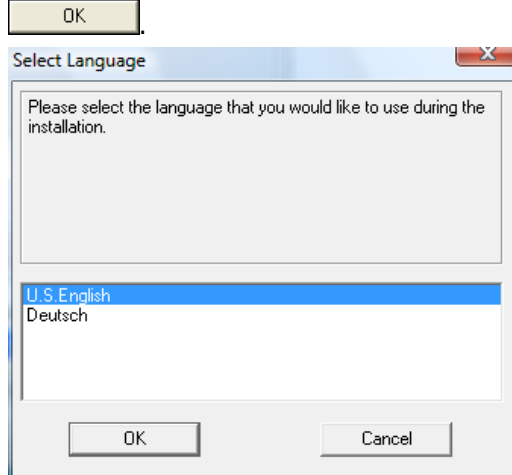 OK
.
Select Language
Please select the language that you would like to use during the
installation.
U.S.English
Deutsch
OK Cancel